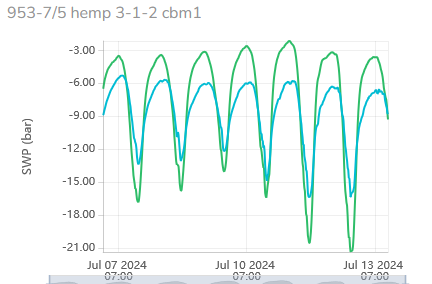 953-7/5 hemp 3-1-2 cbm1
-3.00
-6.00
-9.00
-12.00
-15.00
-18.00
-21.00
SWP (bar)
Jul 07 2024
07:00
Jul 10 2024
07:00
Jul 13 2024
07:00